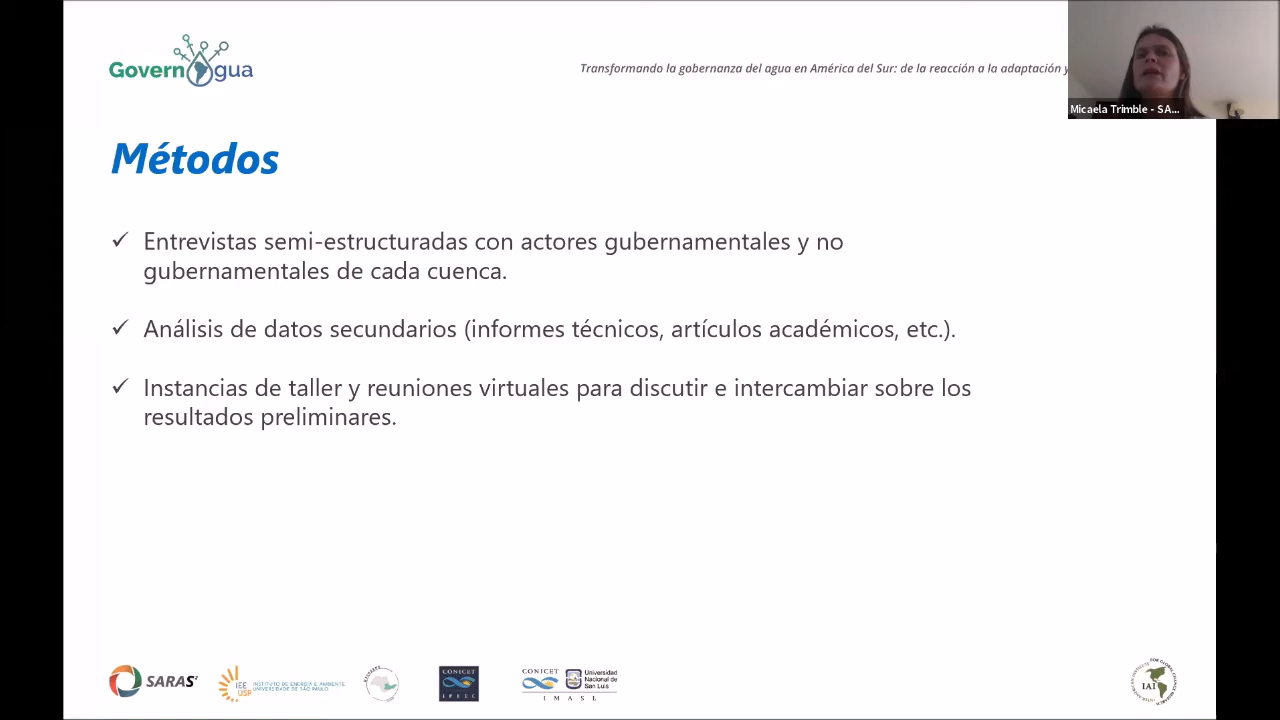 Govern gua
Transformando la gobernanza del agua en América del Sur: de la reacción a la adaptación y
Micaela Trimble - SA...
Métodos
✓ Entrevistas semi-estructuradas con actores gubernamentales y no
gubernamentales de cada cuenca.
✓ Análisis de datos secundarios (informes técnicos, artículos académicos, etc.).
✓ Instancias de taller y reuniones virtuales para discutir e intercambiar sobre los
resultados preliminares.
SARAS²
IEE
USP
INSTITUTO DE ENERGIA E AMBIENTE
UNIVERSIDADE DE SÃO PAULO
CONICET
CONICET
Universidad
Nacional de
San Luis
I M A S L
IAI